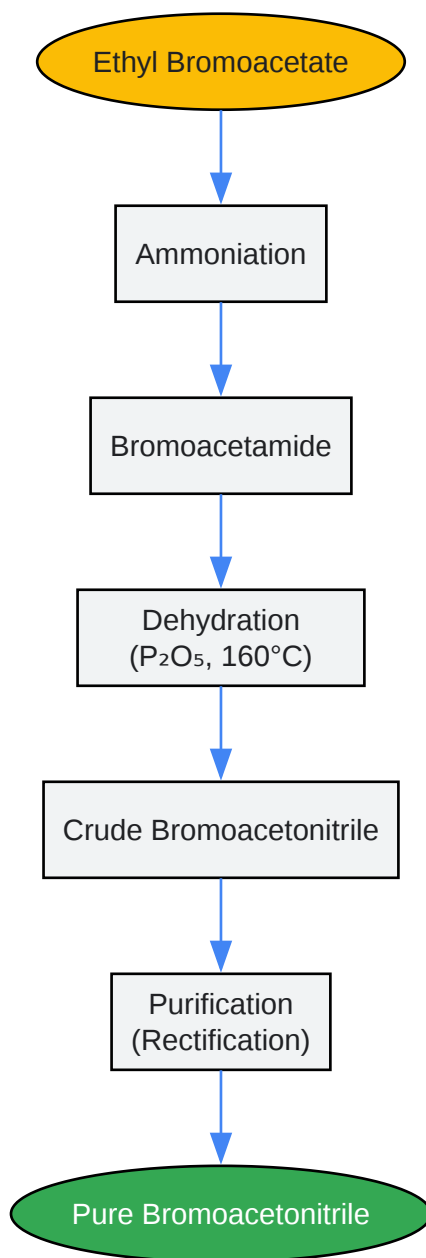 Ethyl Bromoacetate
Ammoniation
Bromoacetamide
Dehydration
(P₂O₅, 160°C)
Crude Bromoacetonitrile
Purification
(Rectification)
Pure Bromoacetonitrile